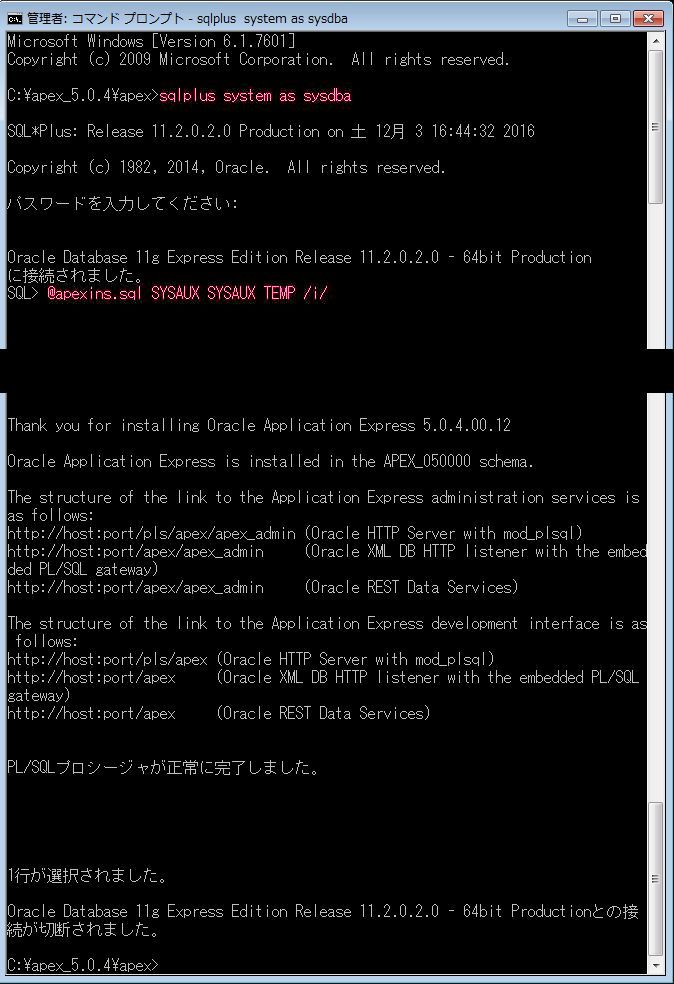 管理者: コマンド プロンプト - sqlplus  system as sysdba
Microsoft Windows [Version 6.1.7601]
Copyright (c) 2009 Microsoft Corporation.  All rights reserved.
C:¥apex_5.0.4¥apex>sqlplus system as sysdba
SQL*Plus: Release 11.2.0.2.0 Production on 土 12月 3 16:44:32 2016
Copyright (c) 1982, 2014, Oracle.  All rights reserved.
パスワードを入力してください:
Oracle Database 11g Express Edition Release 11.2.0.2.0 - 64bit Production
に接続されました。
SQL> @apexins.sql SYSAUX SYSAUX TEMP /i/
Thank you for installing Oracle Application Express 5.0.4.00.12
Oracle Application Express is installed in the APEX_050000 schema.
The structure of the link to the Application Express administration services is
as follows:
http://host:port/pls/apex/apex_admin (Oracle HTTP Server with mod_plsql)
http://host:port/apex/apex_admin     (Oracle XML DB HTTP listener with the embed
ded PL/SQL gateway)
http://host:port/apex/apex_admin     (Oracle REST Data Services)
The structure of the link to the Application Express development interface is as
 follows:
http://host:port/pls/apex (Oracle HTTP Server with mod_plsql)
http://host:port/apex     (Oracle XML DB HTTP listener with the embedded PL/SQL
gateway)
http://host:port/apex     (Oracle REST Data Services)
PL/SQLプロシージャが正常に完了しました。
1行が選択されました。
Oracle Database 11g Express Edition Release 11.2.0.2.0 - 64bit Productionとの接
続が切断されました。
C:¥apex_5.0.4¥apex>